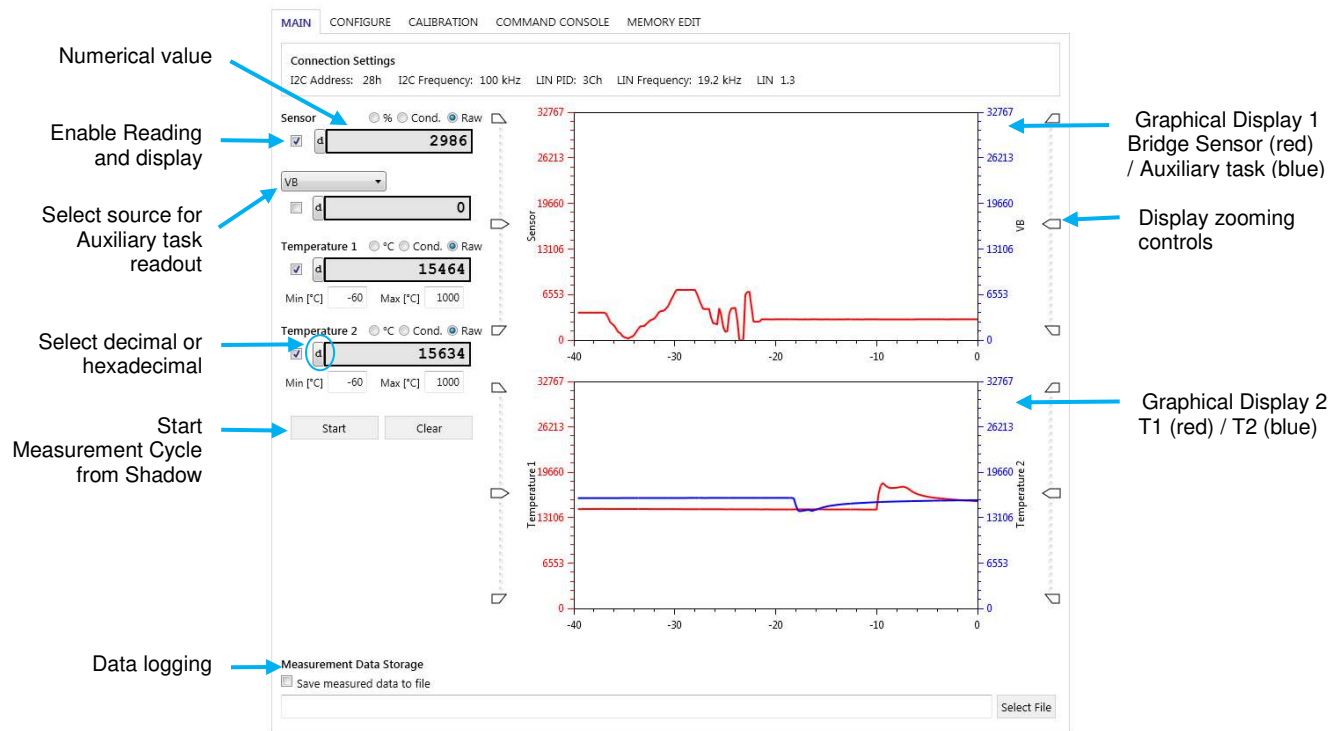 MAIN CONFIGURE CALIBRATION COMMAND CONSOLE MEMORY EDIT
Connection Settings
I2C Address: 28h I2C Frequency: 100 kHz LIN PID: 3Ch LIN Frequency: 19.2 kHz LIN 1.3
Numerical value
Enable Reading
and display
Select source for
Auxiliary task
readout
Select decimal or
hexadecimal
Start
Measurement Cycle
from Shadow
Data logging
Sensor % Cond. Raw
d 2986
VB
d 0
Temperature 1 °C Cond. Raw
d 15464
Min [°C] -60 Max [°C] 1000
Temperature 2 °C Cond. Raw
d 15634
Min [°C] -60 Max [°C] 1000
Start Clear
32767 32767
26213 26213
19660 19660
13106 13106
6553 6553
0 0
Sensor
VB
-40 -30 -20 -10 0
32767 32767
26213 26213
19660 19660
13106 13106
6553 6553
0 0
Temperature 1
Temperature 2
-40 -30 -20 -10 0
Graphical Display 1
Bridge Sensor (red)
/ Auxiliary task (blue)
Display zooming
controls
Graphical Display 2
T1 (red) / T2 (blue)
Measurement Data Storage
Save measured data to file
Select File